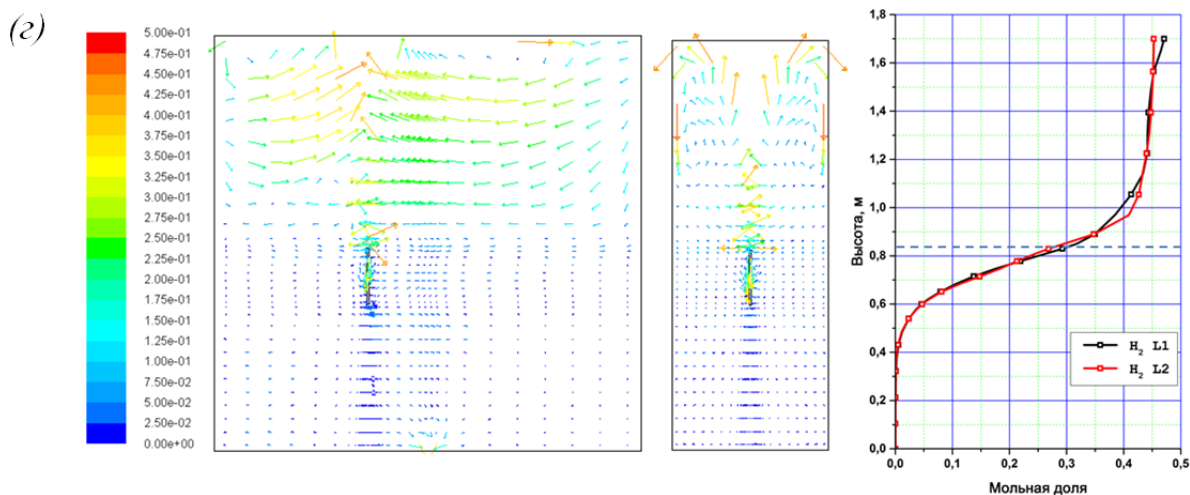 (г)
5.00e-01
4.75e-01
4.50e-01
4.25e-01
4.00e-01
3.75e-01
3.50e-01
3.25e-01
3.00e-01
2.75e-01
2.50e-01
2.25e-01
2.00e-01
1.75e-01
1.50e-01
1.25e-01
1.00e-01
7.50e-02
5.00e-02
2.50e-02
0.00e+00
1,8
1,6
1,4
1,2
1,0
0,8
0,6
0,4
0,2
0,0
Высота, м
H2 L1
H2 L2
0,0 0,1 0,2 0,3 0,4 0,5
Мольная доля